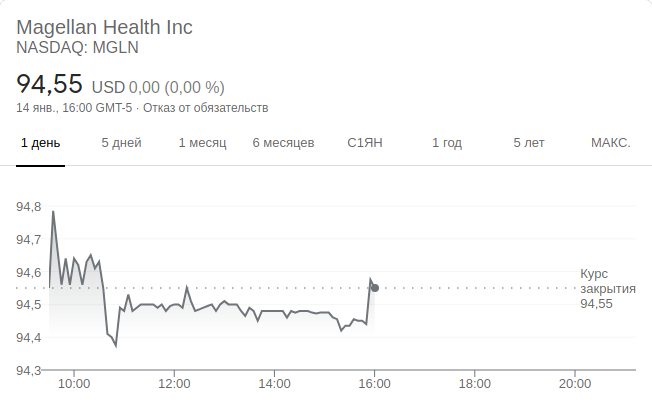 Magellan Health Inc
NASDAQ: MGLN
94,55 USD 0,00 (0,00 %)
14 янв., 16:00 GMT-5 · Отказ от обязательств
1 день 5 дней 1 месяц 6 месяцев С1ЯН 1 год 5 лет МАКС.
94,8
94,7
94,6
94,5
94,4
94,3
Курс
закрытия
94,55
10:00 12:00 14:00 16:00 18:00 20:00